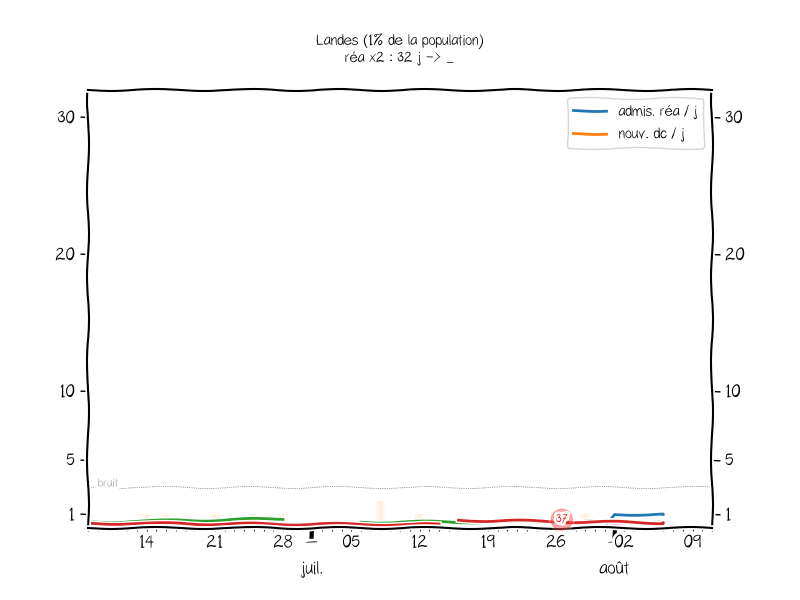 Landes (1% de la population)
réa x2 : 32 j -> _
admis. réa / j
nouv. dc / j
30
30
20
20
10
10
5
5
bruit
1
1
37
14
21
28
05
12
19
26
02
09
juil.
août